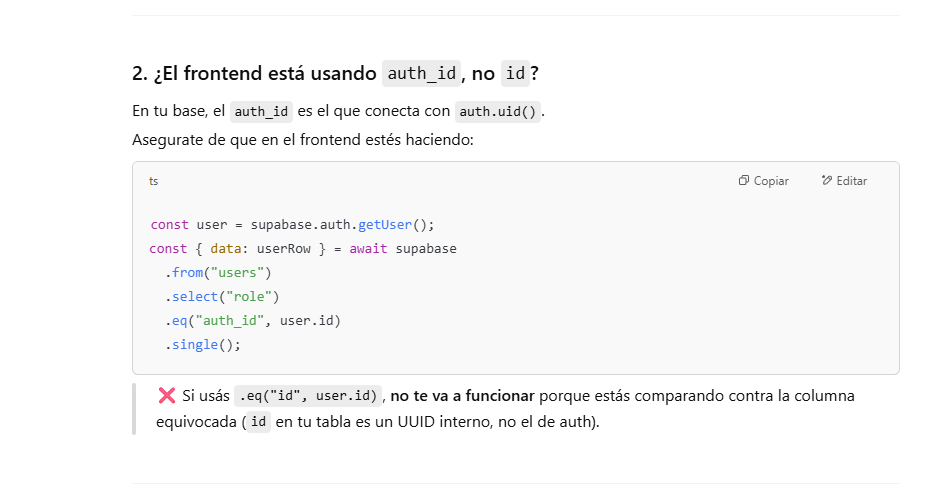 2. ¿El frontend está usando auth_id, no id?
En tu base, el auth_id es el que conecta con auth.uid().
Asegurate de que en el frontend estés haciendo:
ts Copiar Editar
const user = supabase.auth.getUser();
const { data: userRow } = await supabase
  .from("users")
  .select("role")
  .eq("auth_id", user.id)
  .single();
❌ Si usás .eq("id", user.id), no te va a funcionar porque estás comparando contra la columna
equivocada (id en tu tabla es un UUID interno, no el de auth).